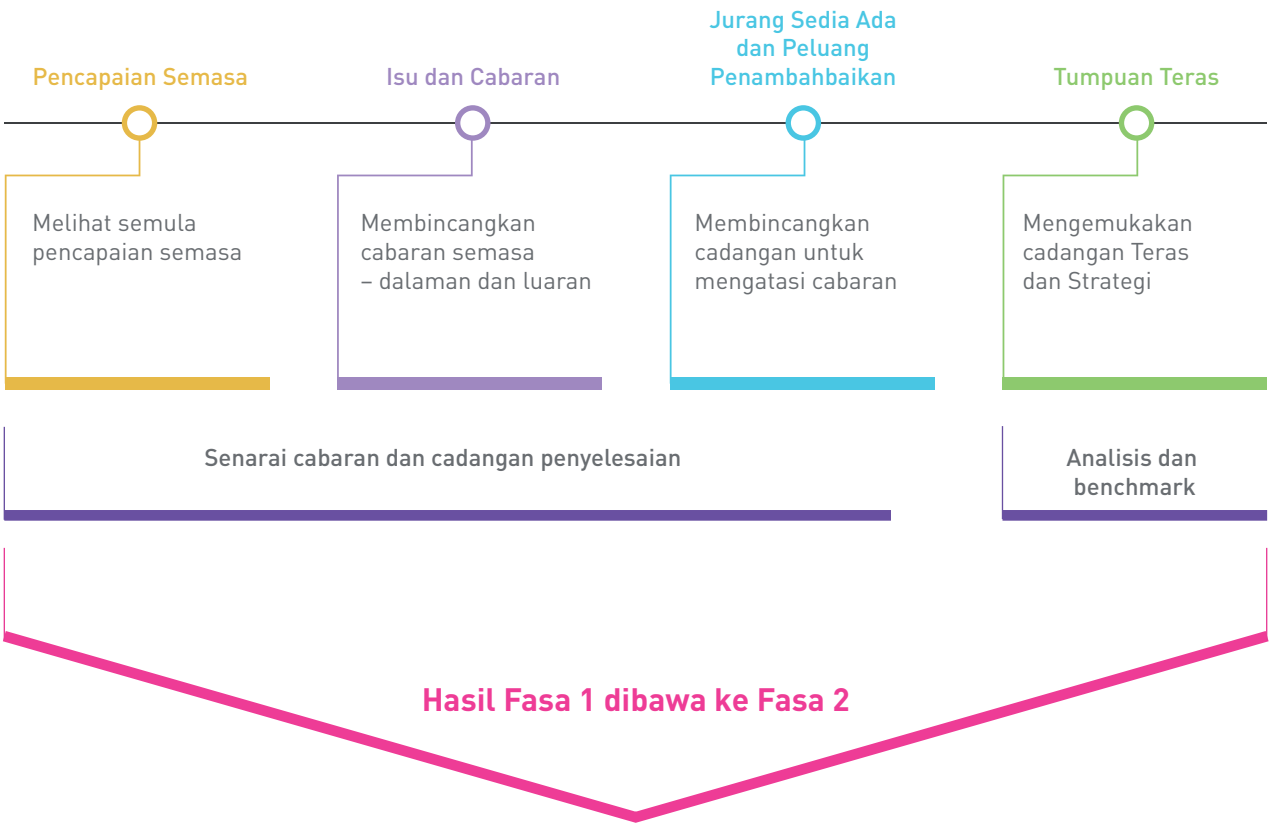 Pencapaian Semasa
Isu dan Cabaran
Jurang Sedia Ada
dan Peluang
Penambahbaikan
Tumpuan Teras
Melihat semula
pencapaian semasa
Membincangkan
cabaran semasa
– dalaman dan luaran
Membincangkan
cadangan untuk
mengatasi cabaran
Mengemukakan
cadangan Teras
dan Strategi
Senarai cabaran dan cadangan penyelesaian
Analisis dan
benchmark
Hasil Fasa 1 dibawa ke Fasa 2